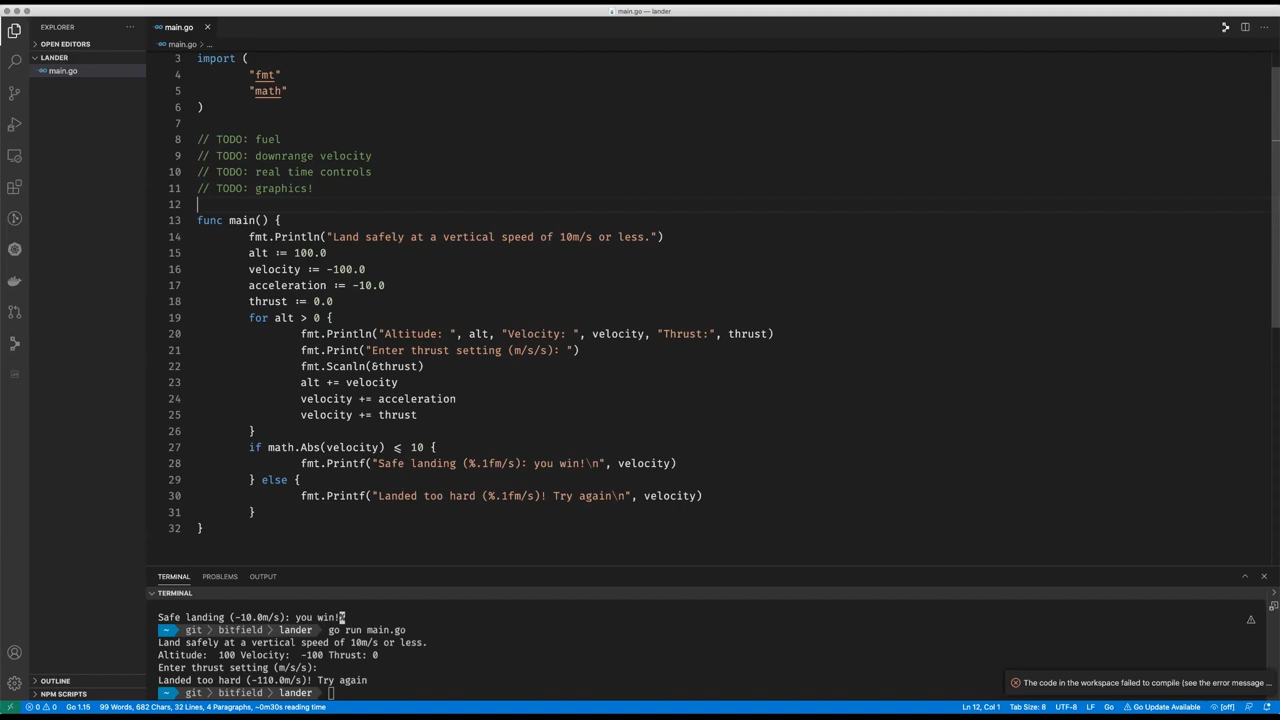 main.go — lander
EXPLORER
OPEN EDITORS
LANDER
main.go
OUTLINE
NPM SCRIPTS
main.go
main.go > ...
3 import (
4 "fmt"
5 "math"
6 )
7
8 // TODO: fuel
9 // TODO: downrange velocity
10 // TODO: real time controls
11 // TODO: graphics!
12
13 func main() {
14 fmt.Println("Land safely at a vertical speed of 10m/s or less.")
15 alt := 100.0
16 velocity := -100.0
17 acceleration := -10.0
18 thrust := 0.0
19 for alt > 0 {
20 fmt.Println("Altitude: ", alt, "Velocity: ", velocity, "Thrust:", thrust)
21 fmt.Print("Enter thrust setting (m/s/s): ")
22 fmt.Scanln(&thrust)
23 alt += velocity
24 velocity += acceleration
25 velocity += thrust
26 }
27 if math.Abs(velocity) <= 10 {
28 fmt.Printf("Safe landing (%.1fm/s): you win!\n", velocity)
29 } else {
30 fmt.Printf("Landed too hard (%.1fm/s)! Try again\n", velocity)
31 }
32 }
TERMINAL PROBLEMS OUTPUT
TERMINAL
Safe landing (-10.0m/s): you win!%
~ git > bitfield > lander go run main.go
Land safely at a vertical speed of 10m/s or less.
Altitude:  100 Velocity:  -100 Thrust: 0
Enter thrust setting (m/s/s):
Landed too hard (-110.0m/s)! Try again
~ git > bitfield > lander
The code in the workspace failed to compile (see the error message ...
0 0 Go 1.15 99 Words, 682 Chars, 32 Lines, 4 Paragraphs, ~0m30s reading time Ln 12, Col 1 Tab Size: 8 UTF-8 LF Go Go Update Available [off]